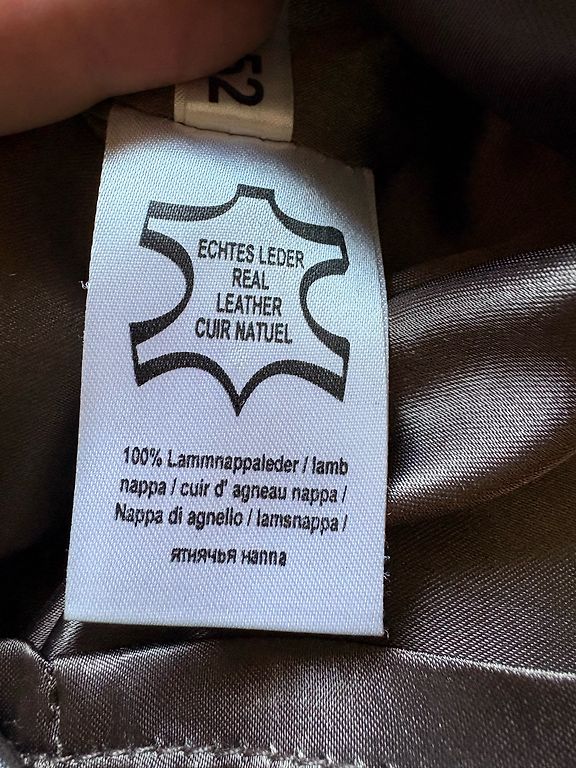 52
ECHTES LEDER
REAL
LEATHER
CUIR NATUEL
100% Lammnappaleder / lamb
nappa / cuir d' agneau nappa /
Nappa di agnello / lamsnappa /
ятнячья наппа